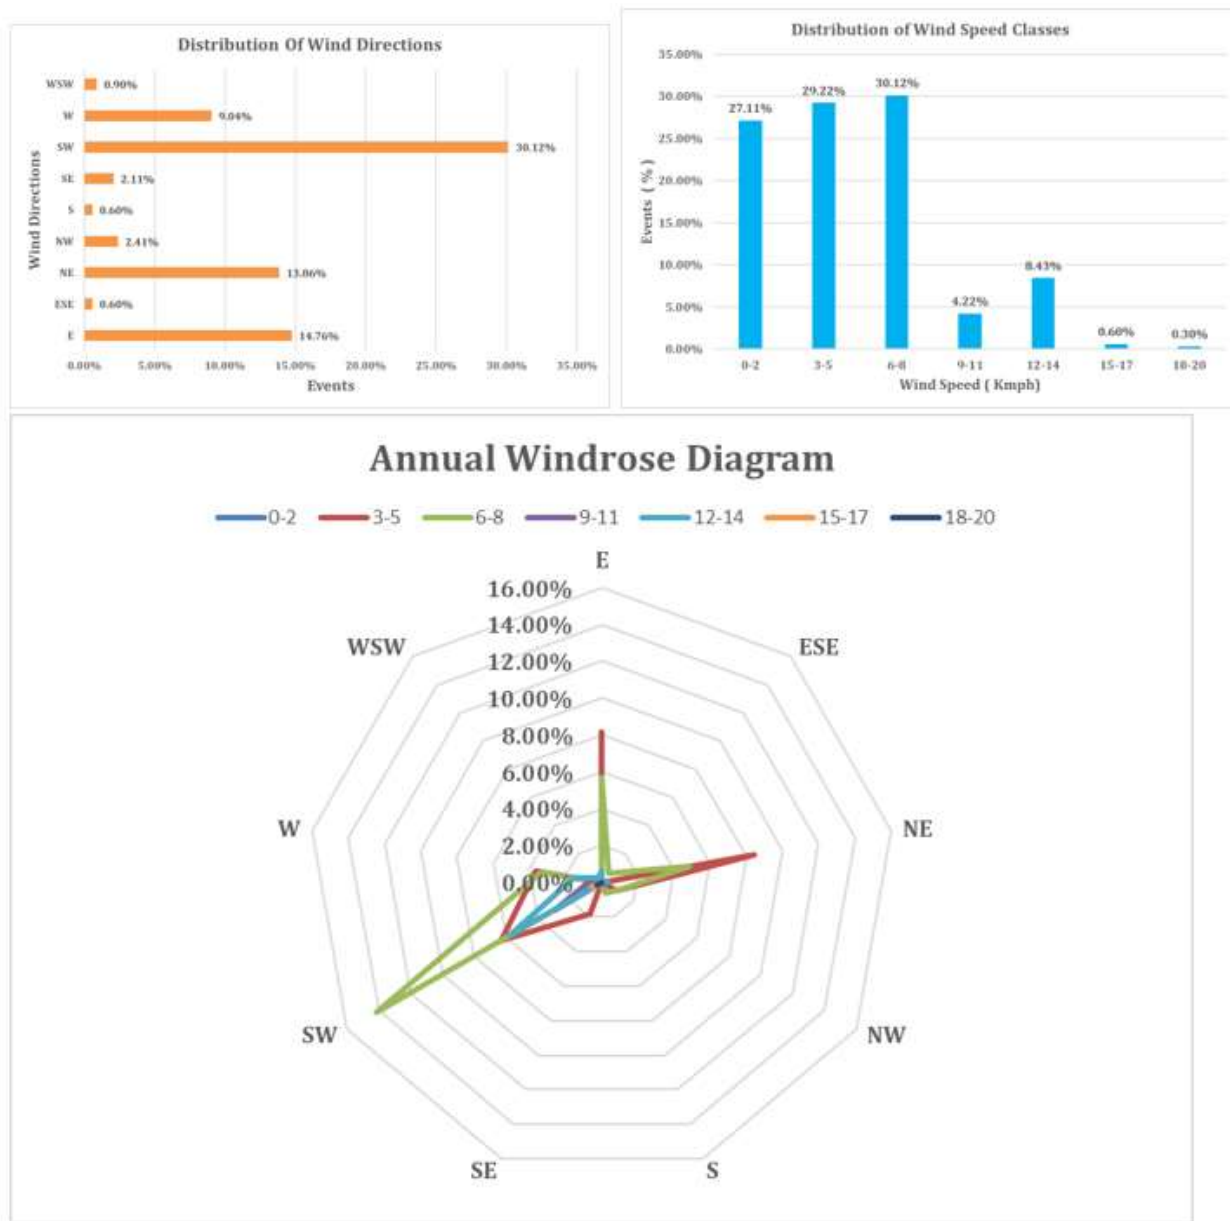 Distribution Of Wind Directions
Wind Directions
WSW 0.90%
W 9.04%
SW 30.12%
SE 2.11%
S 0.60%
NW 2.41%
NE 13.86%
ESE 0.60%
E 14.76%
0.00% 5.00% 10.00% 15.00% 20.00% 25.00% 30.00% 35.00%
Events
Distribution of Wind Speed Classes
Events ( % )
35.00%
30.00%
25.00%
20.00%
15.00%
10.00%
5.00%
0.00%
27.11% 29.22% 30.12% 4.22% 8.43% 0.60% 0.30%
0-2 3-5 6-8 9-11 12-14 15-17 18-20
Wind Speed ( Kmph)
Annual Windrose Diagram
0-2 3-5 6-8 9-11 12-14 15-17 18-20
E
ESE
NE
NW
S
SE
SW
W
WSW
16.00%
14.00%
12.00%
10.00%
8.00%
6.00%
4.00%
2.00%
0.00%